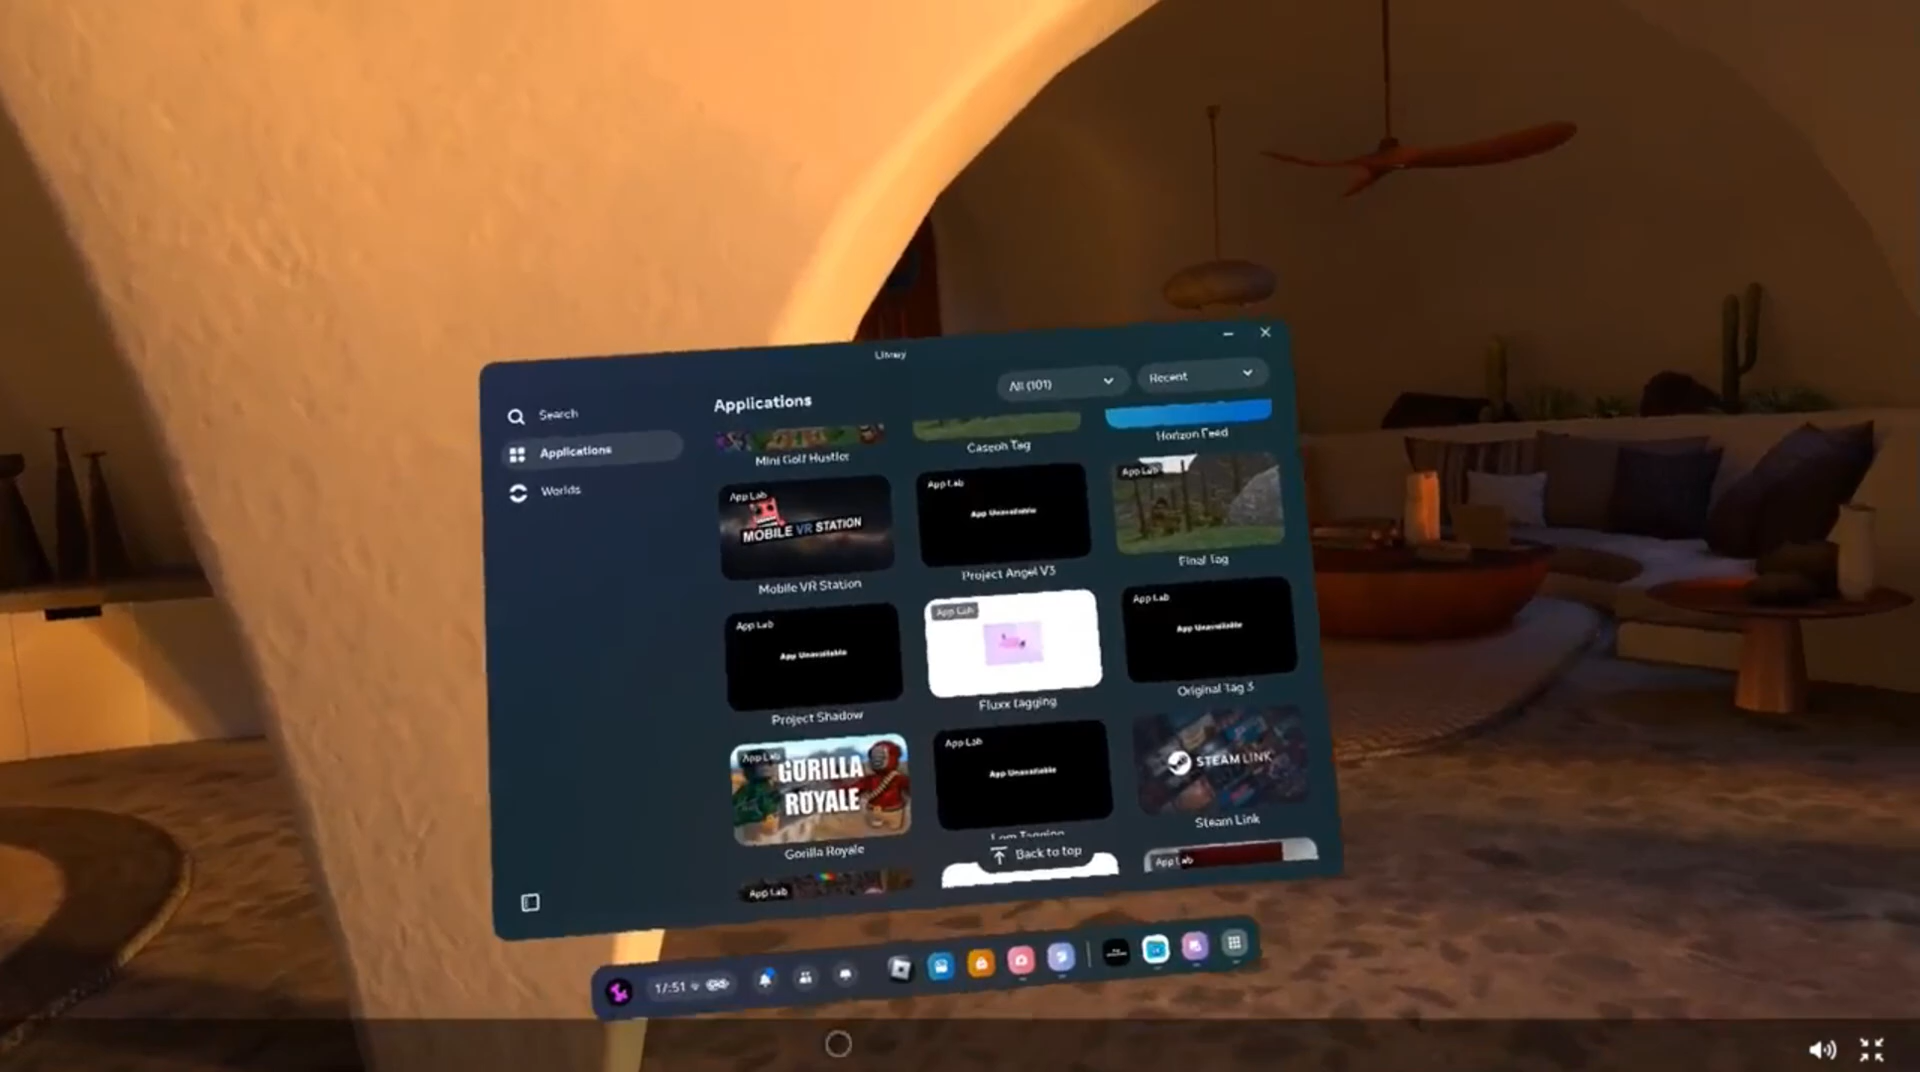 Library
Search
Applications
Worlds
Applications
All (101)
Recent
Mini Golf Hustler
Caseoh Tag
Horizon Feed
App Lab
MOBILE VR STATION
Mobile VR Station
App Lab
App Unavailable
Project Angel V3
App Lab
Final Tag
App Lab
App Unavailable
Project Shadow
App Lab
Fluxx tagging
App Lab
App Unavailable
Original Tag 3
App Lab
GORILLA
ROYALE
Gorilla Royale
App Lab
App Unavailable
Tagging
STEAM LINK
Steam Link
Back to top
App Lab
App Lab
17:51